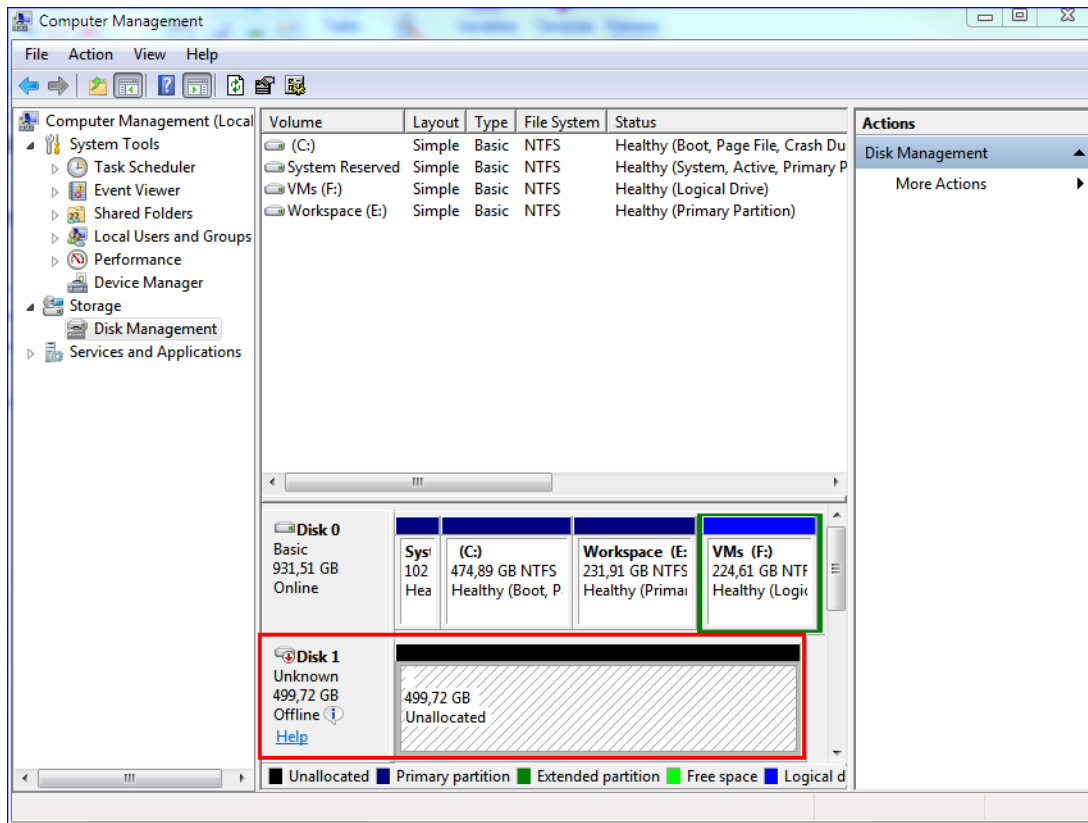 Computer Management
File Action View Help
Computer Management (Local
System Tools
Task Scheduler
Event Viewer
Shared Folders
Local Users and Groups
Performance
Device Manager
Storage
Disk Management
Services and Applications
Volume Layout Type File System Status
(C:) Simple Basic NTFS Healthy (Boot, Page File, Crash Du
System Reserved Simple Basic NTFS Healthy (System, Active, Primary P
VMs (F:) Simple Basic NTFS Healthy (Logical Drive)
Workspace (E:) Simple Basic NTFS Healthy (Primary Partition)
Disk 0
Basic
931,51 GB
Online
Syst
102
Hea
(C:)
474,89 GB NTFS
Healthy (Boot, P
Workspace (E:
231,91 GB NTFS
Healthy (Primar
VMs (F:)
224,61 GB NTF
Healthy (Logic
Disk 1
Unknown
499,72 GB
Offline
Help
499,72 GB
Unallocated
Unallocated Primary partition Extended partition Free space Logical d
Actions
Disk Management
More Actions